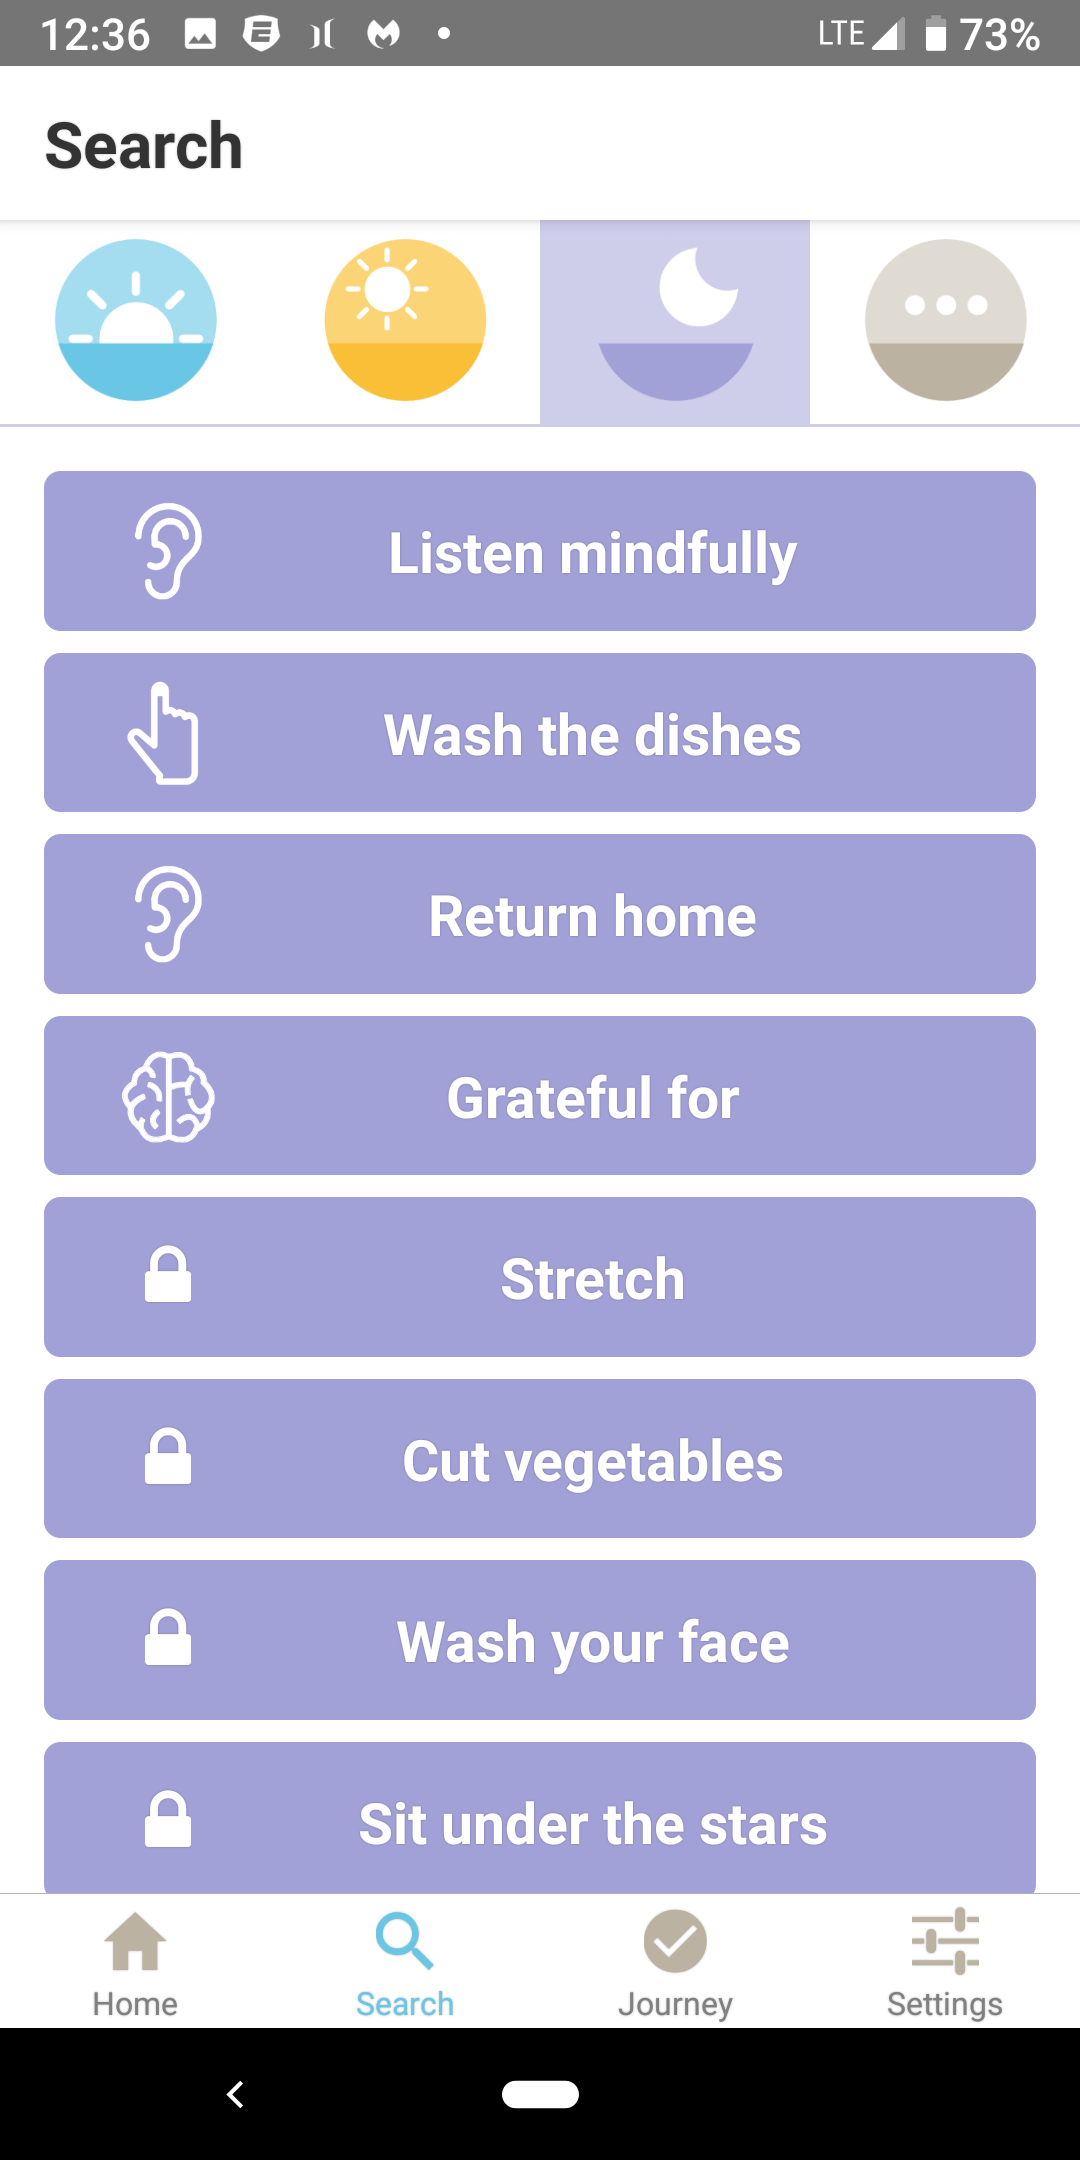 12:36
LTE 73%
Search
Listen mindfully
Wash the dishes
Return home
Grateful for
Stretch
Cut vegetables
Wash your face
Sit under the stars
Home Search Journey Settings